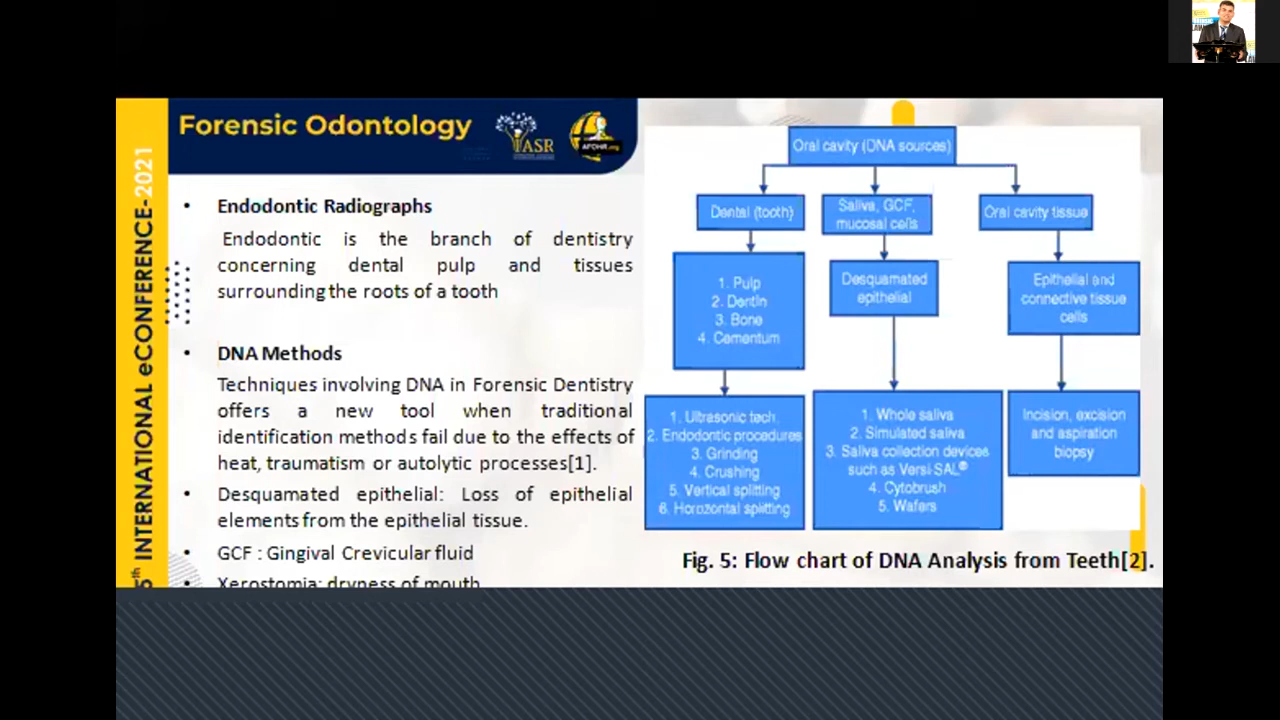 5th INTERNATIONAL eCONFERENCE-2021
Forensic Odontology
IASR
AFOHR.org
• Endodontic Radiographs
Endodontic is the branch of dentistry
concerning dental pulp and tissues
surrounding the roots of a tooth
• DNA Methods
Techniques involving DNA in Forensic Dentistry
offers a new tool when traditional
identification methods fail due to the effects of
heat, traumatism or autolytic processes[1].
• Desquamated epithelial: Loss of epithelial
elements from the epithelial tissue.
• GCF : Gingival Crevicular fluid
• Xerostomia: dryness of mouth
Oral cavity (DNA sources)
Dental (tooth)
Saliva, GCF,
mucosal cells
Oral cavity tissue
1. Pulp
2. Dentin
3. Bone
4. Cementum
Desquamated
epithelial
Epithelial and
connective tissue
cells
1. Ultrasonic tech.
2. Endodontic procedures
3. Grinding
4. Crushing
5. Vertical splitting
6. Horozontal splitting
1. Whole saliva
2. Simulated saliva
3. Saliva collection devices
such as Versi-SAL®
4. Cytobrush
5. Wafers
Incision, excision
and aspiration
biopsy
Fig. 5: Flow chart of DNA Analysis from Teeth[2].